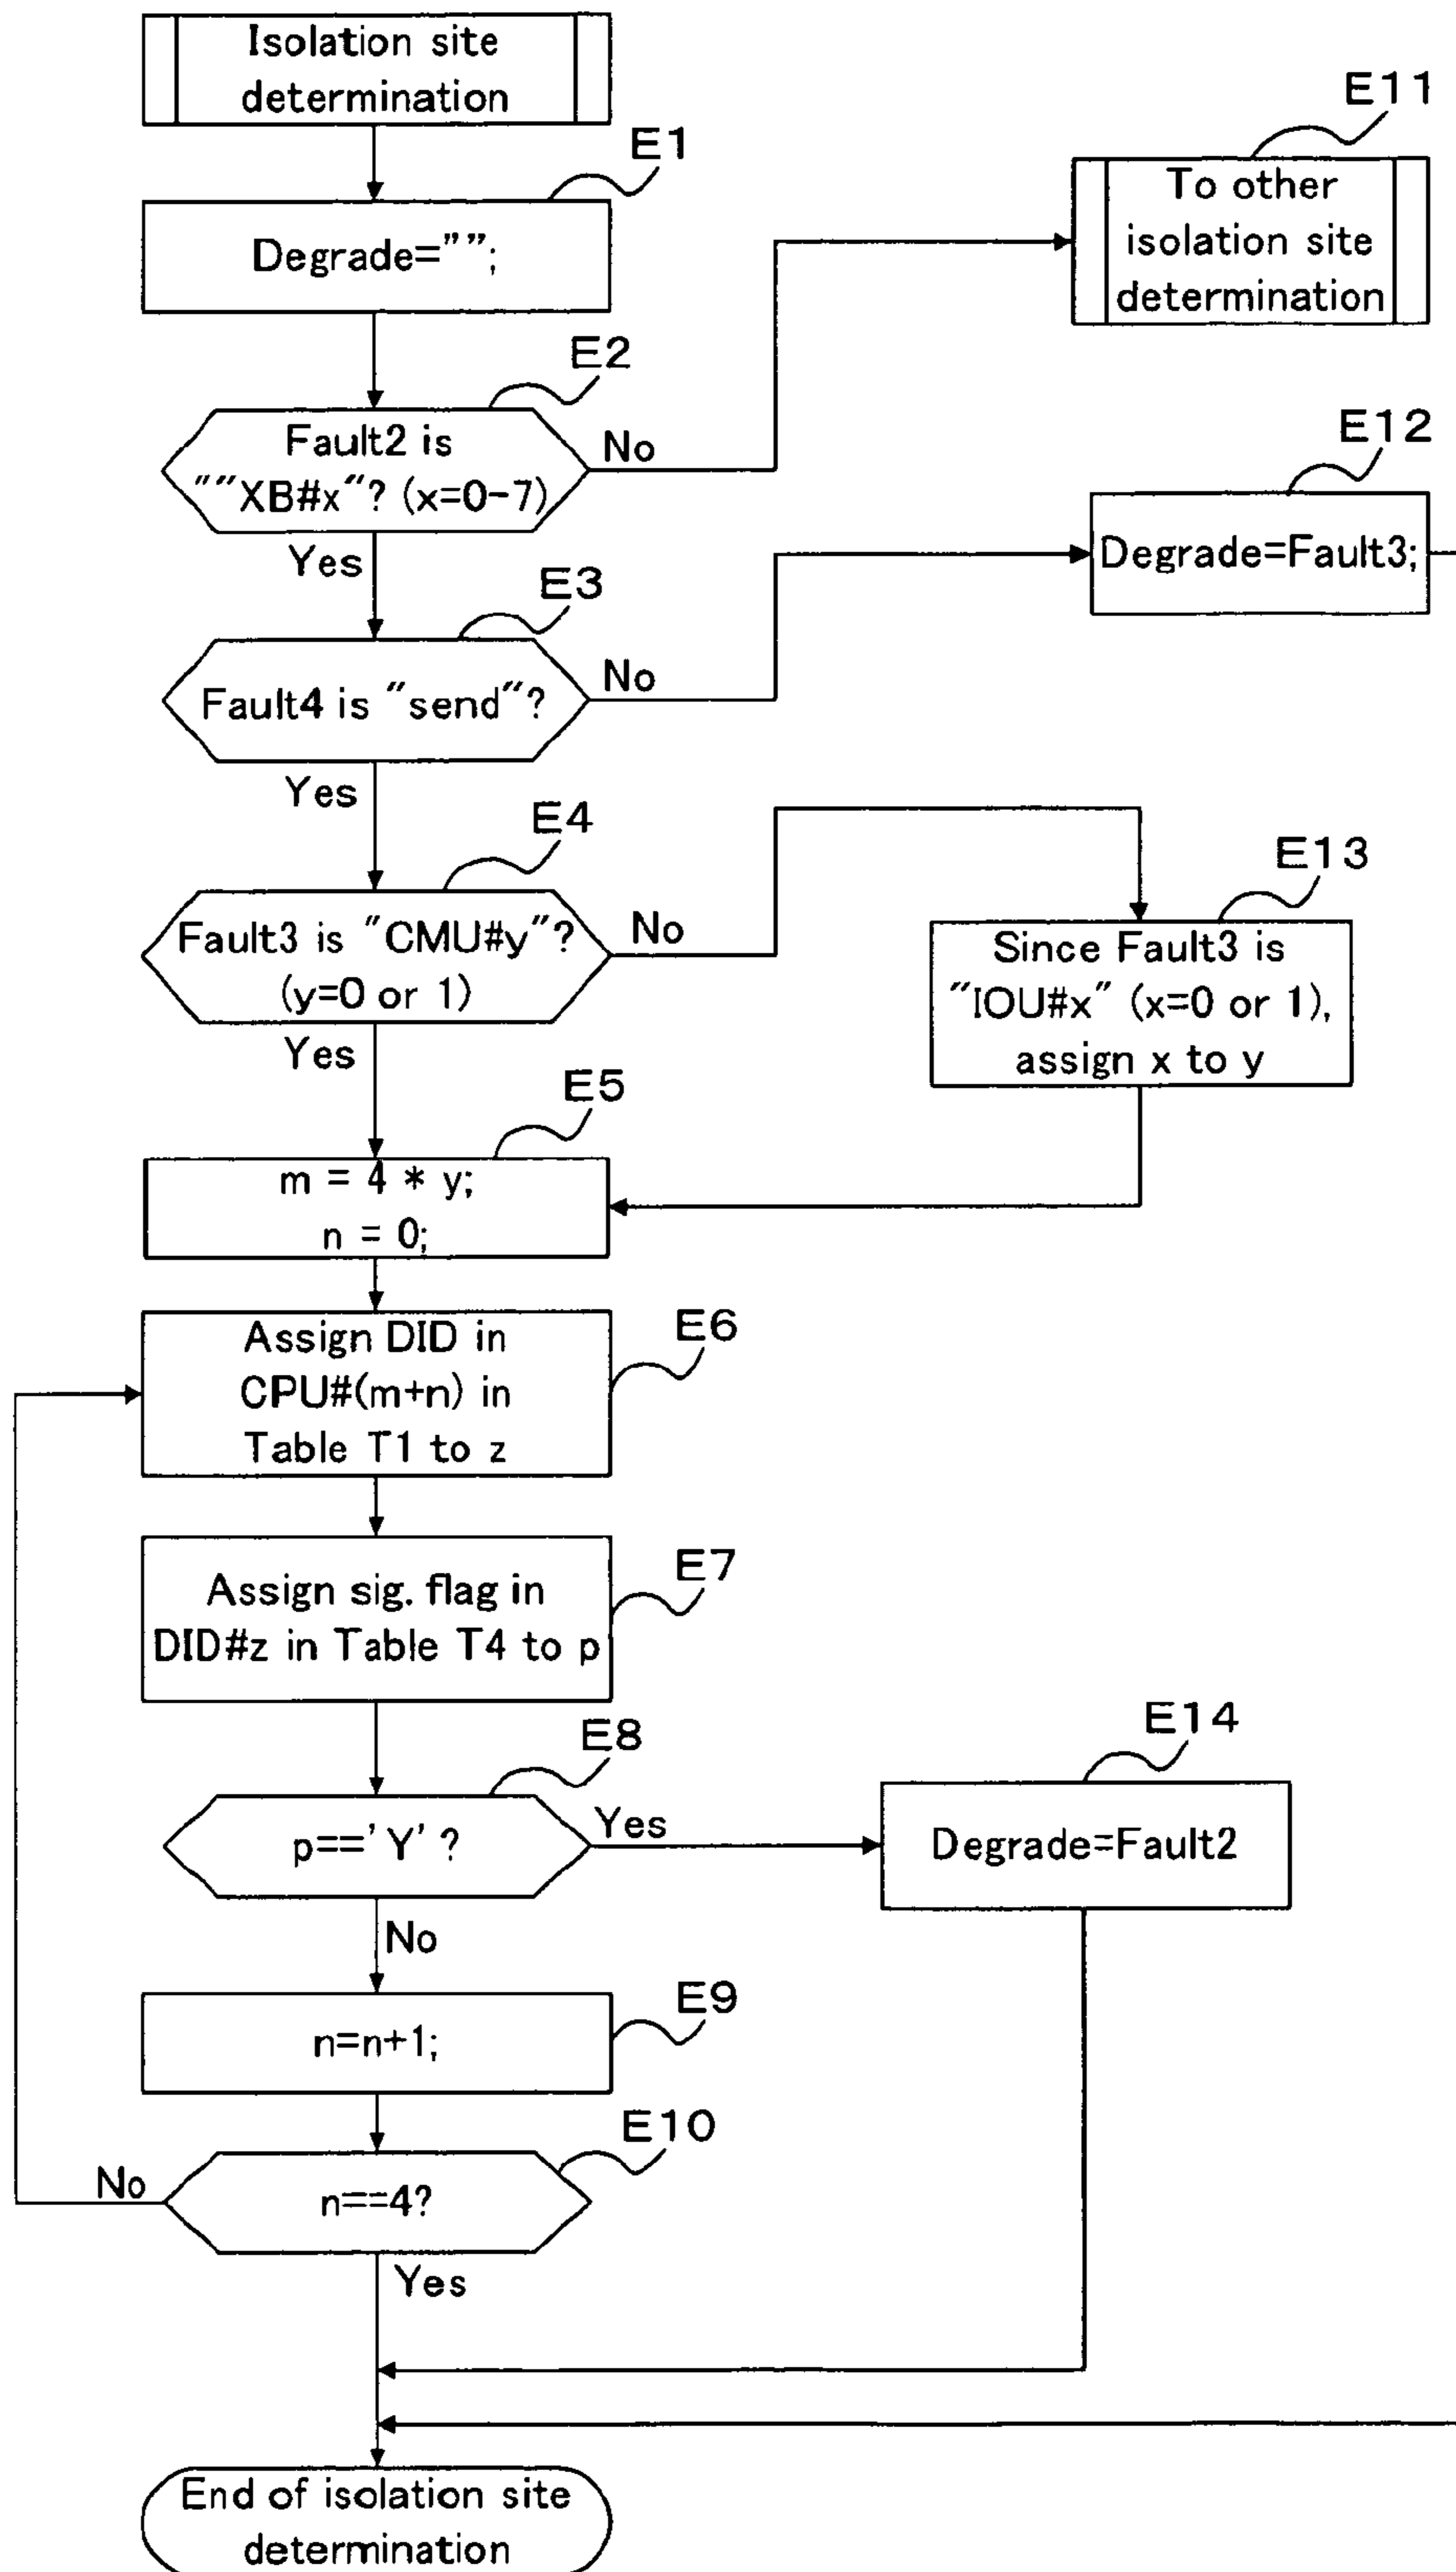 Isolation site
determination
E1
Degrade="";
E2
Fault2 is
""XB#x"? (x=0-7)
No
Yes
E11
To other
isolation site
determination
E3
Fault4 is "send"?
No
Yes
E12
Degrade=Fault3;
E4
Fault3 is "CMU#y"?
(y=0 or 1)
No
Yes
E13
Since Fault3 is
"IOU#x" (x=0 or 1),
assign x to y
E5
m = 4 * y;
n = 0;
E6
Assign DID in
CPU#(m+n) in
Table T1 to z
E7
Assign sig. flag in
DID#z in Table T4 to p
E8
p=='Y'?
Yes
No
E14
Degrade=Fault2
E9
n=n+1;
E10
n==4?
No
Yes
End of isolation site
determination